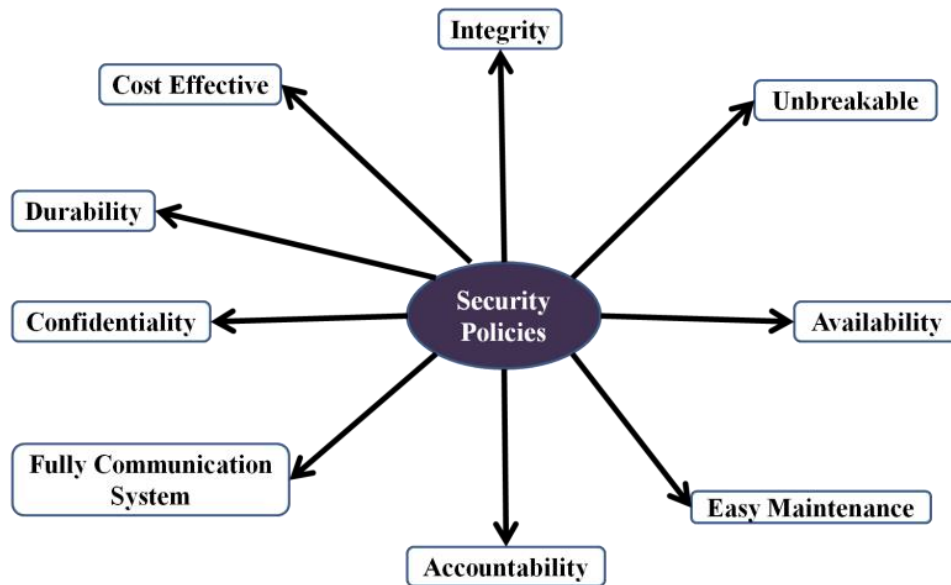 Integrity
Cost Effective
Unbreakable
Durability
Security
Policies
Confidentiality
Availability
Fully Communication
System
Easy Maintenance
Accountability